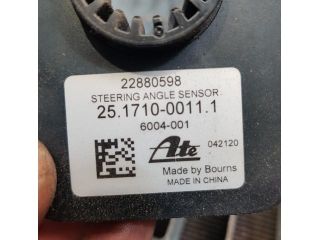 22880598
STEERING ANGLE SENSOR
25.1710-0011.1
6004-001
Ate 042120
Made by Bourns
MADE IN CHINA